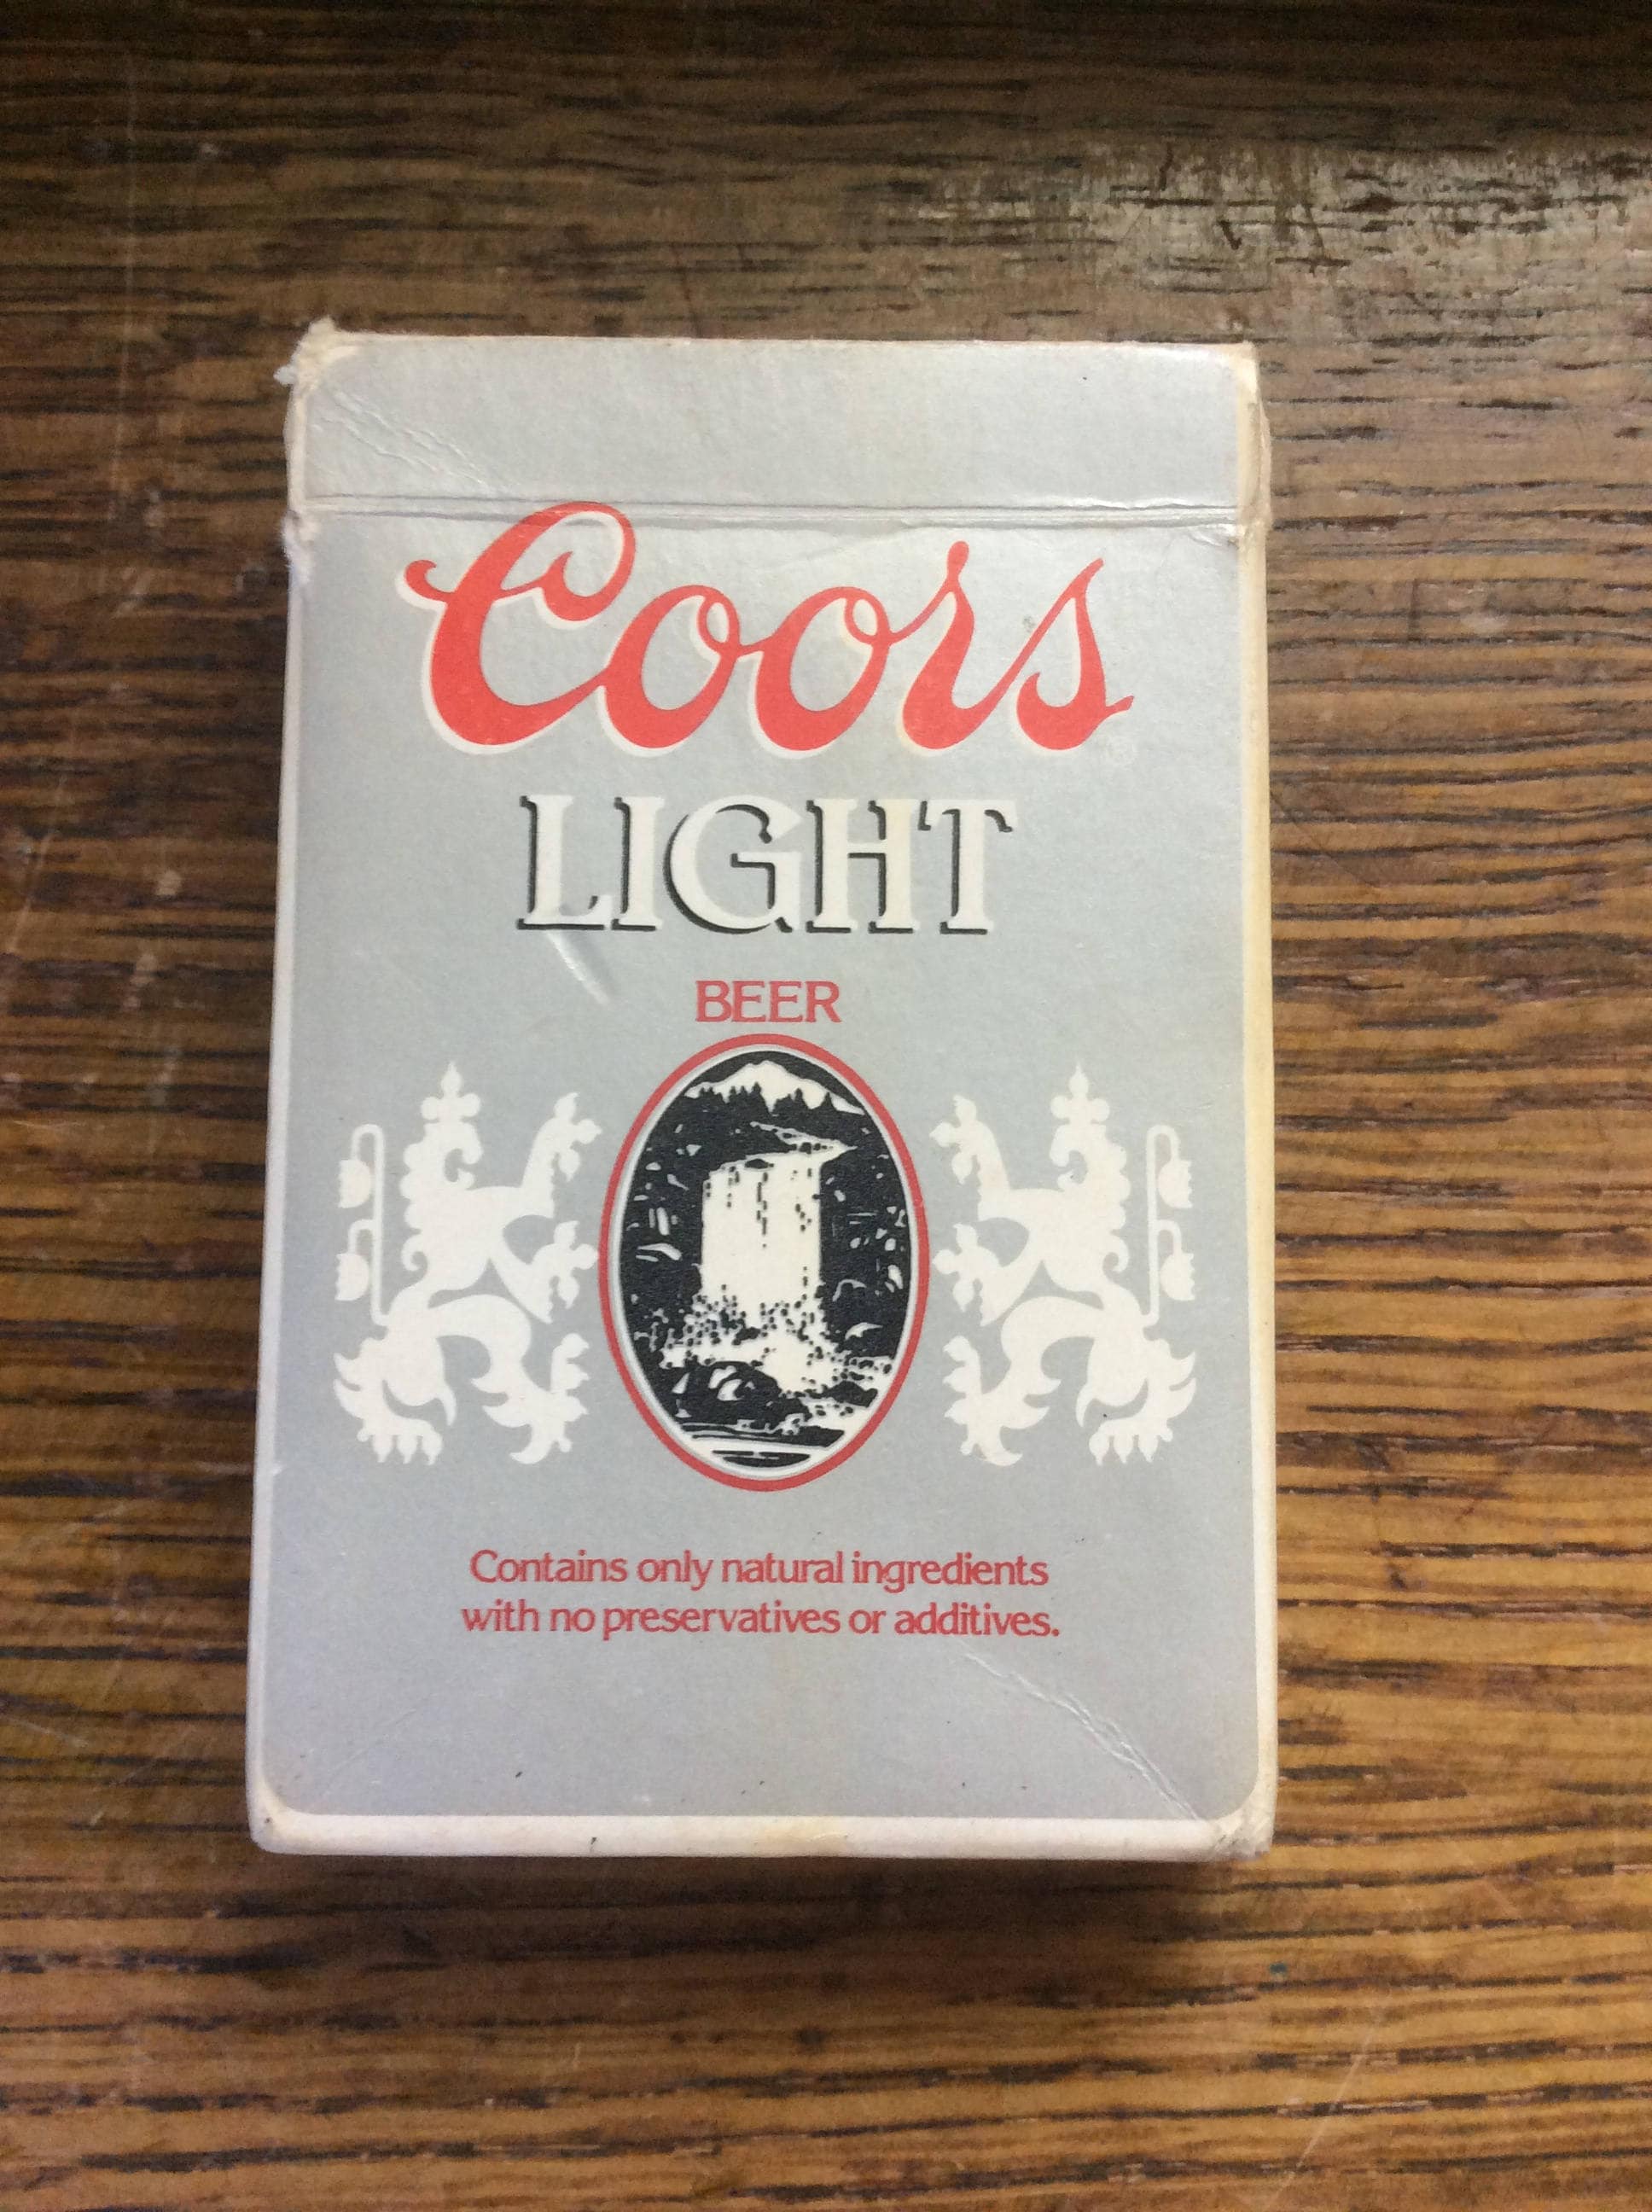 Coors
LIGHT
BEER
Contains only natural ingredients
with no preservatives or additives.